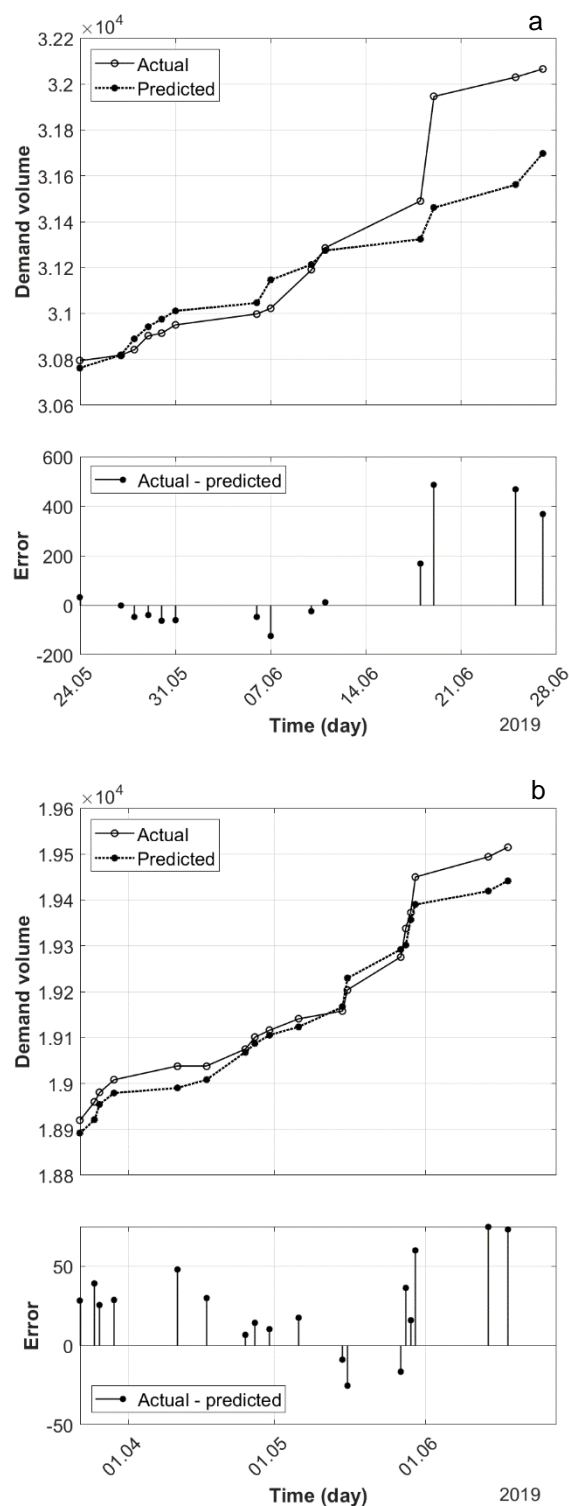 ×10⁴
a
3.22
3.2
3.18
3.16
3.14
3.12
3.1
3.08
3.06
Demand volume
Actual
Predicted
600
400
200
0
-200
Error
Actual - predicted
24.05
31.05
07.06
14.06
21.06
28.06
Time (day)
2019
×10⁴
b
1.96
1.95
1.94
1.93
1.92
1.91
1.9
1.89
1.88
Demand volume
Actual
Predicted
50
0
-50
Error
Actual - predicted
01.04
01.05
01.06
Time (day)
2019